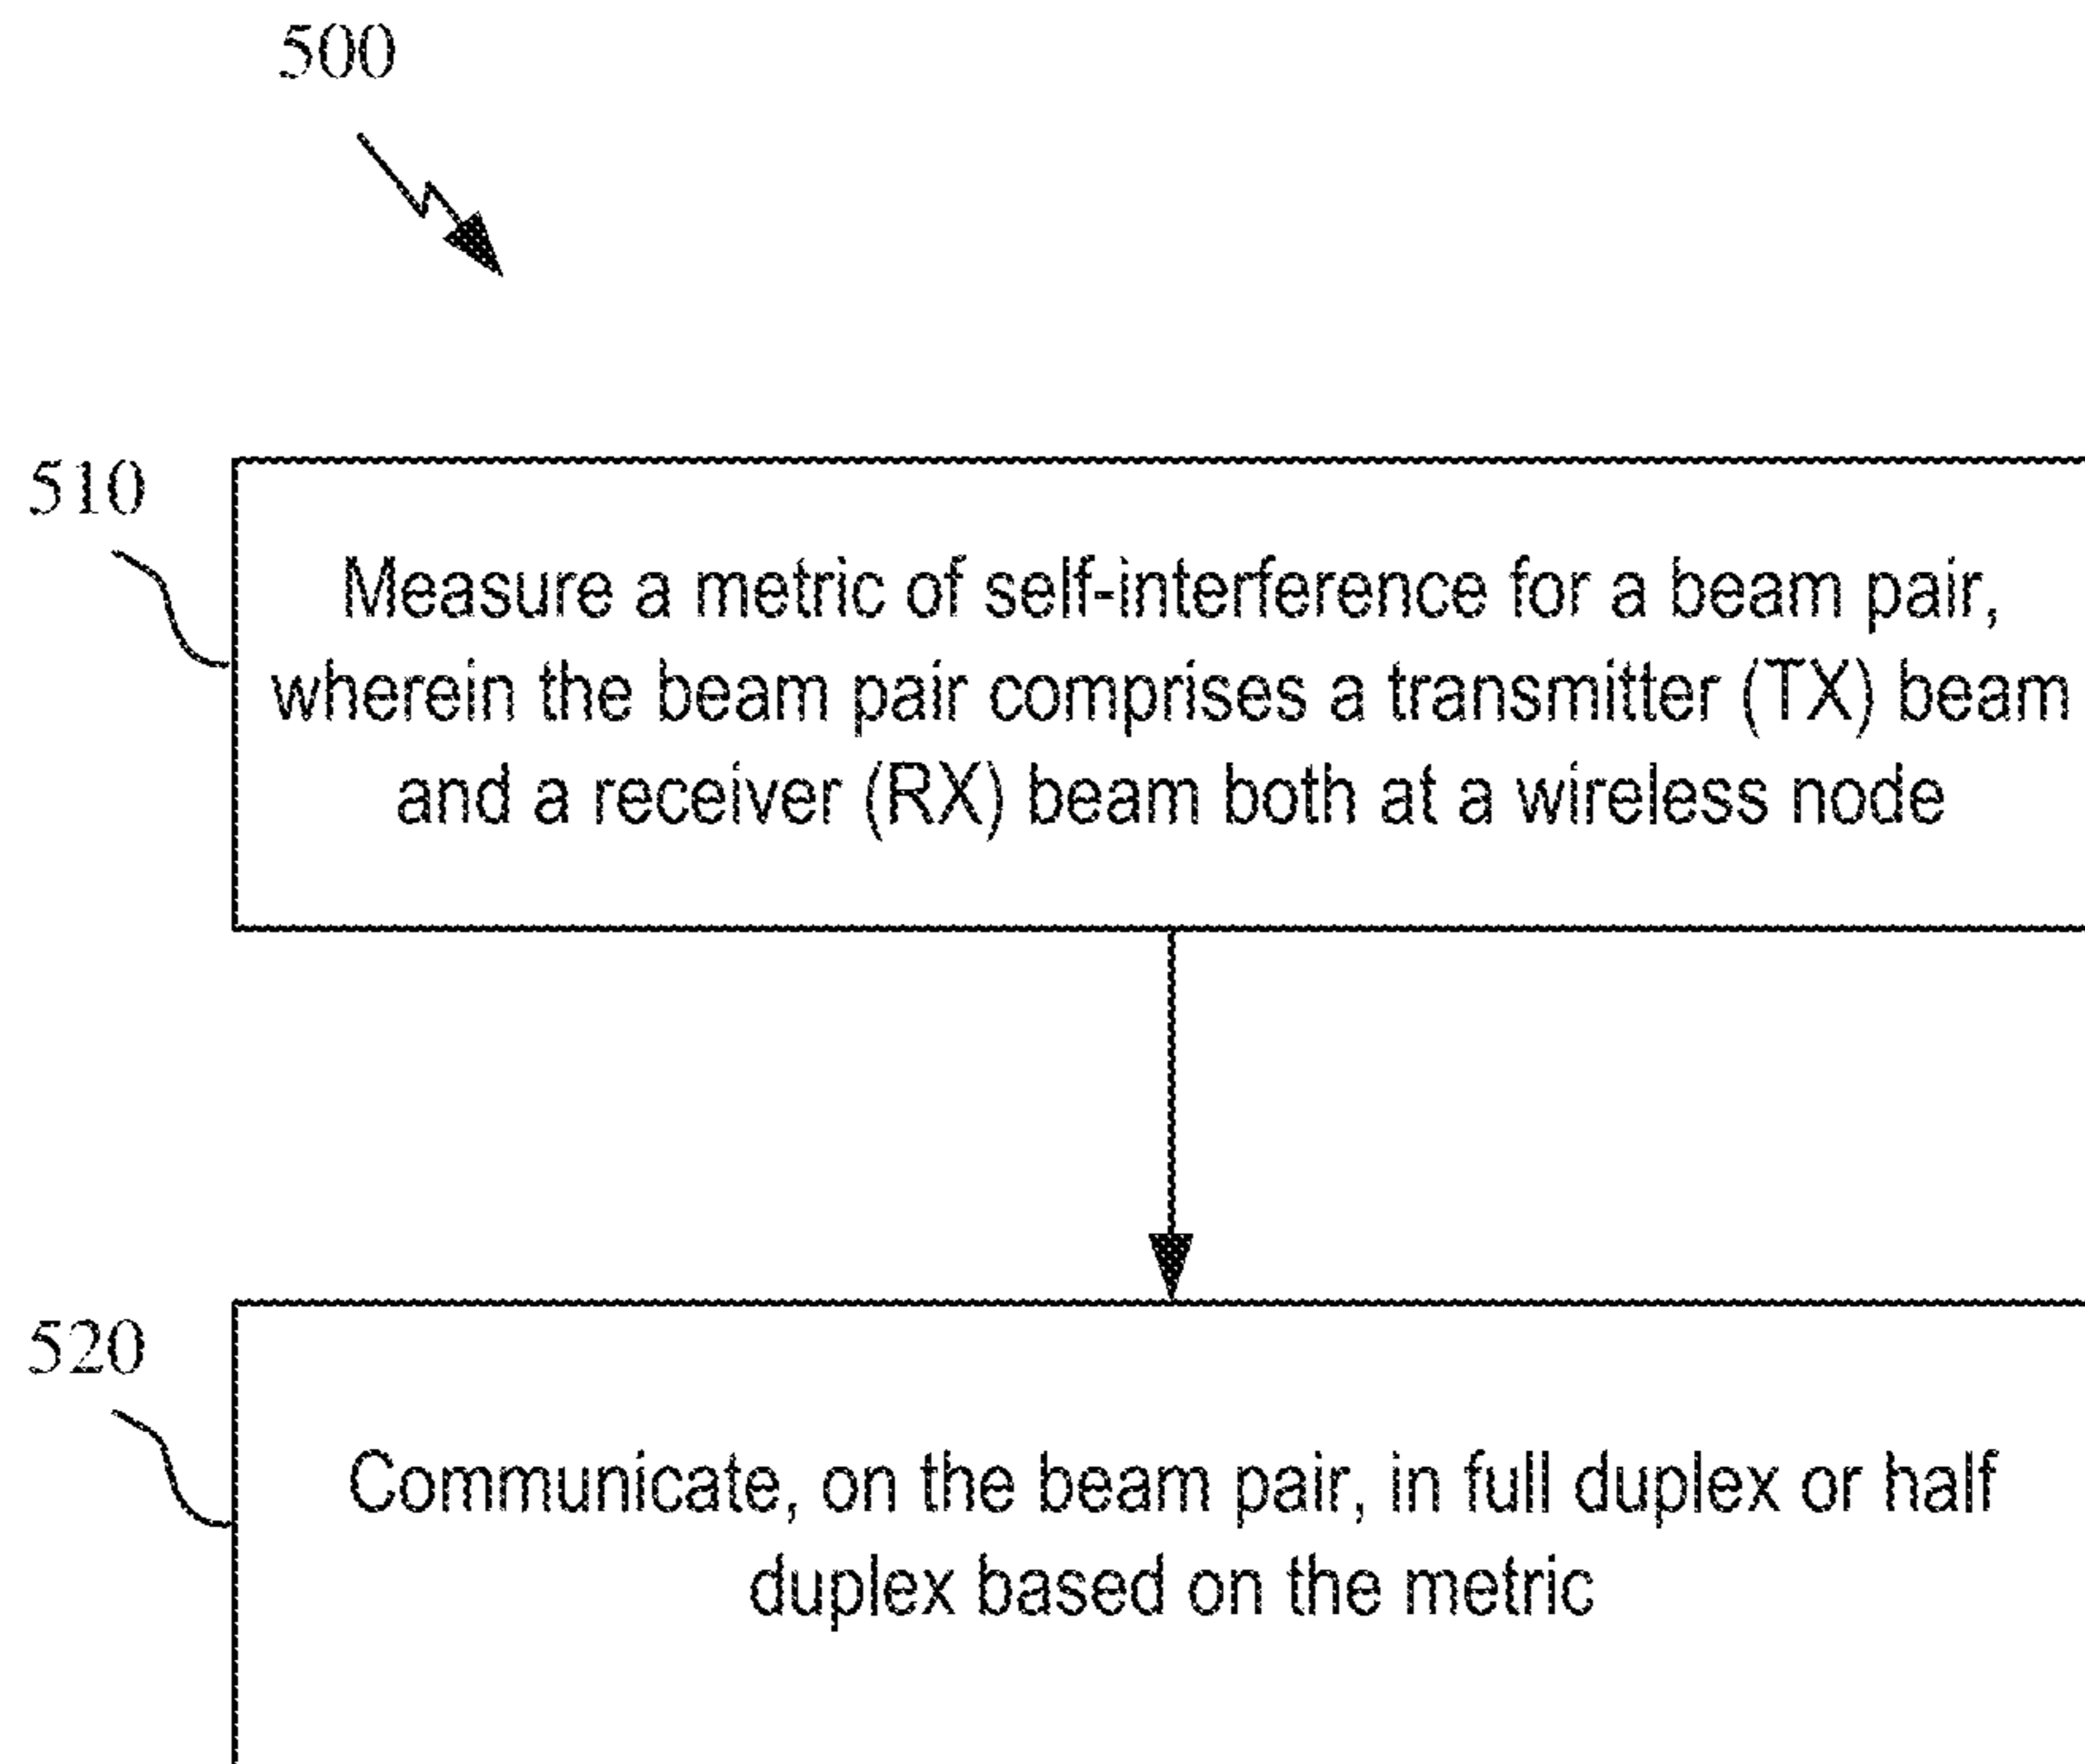 500
510
Measure a metric of self-interference for a beam pair,
wherein the beam pair comprises a transmitter (TX) beam
and a receiver (RX) beam both at a wireless node
520
Communicate, on the beam pair, in full duplex or half
duplex based on the metric